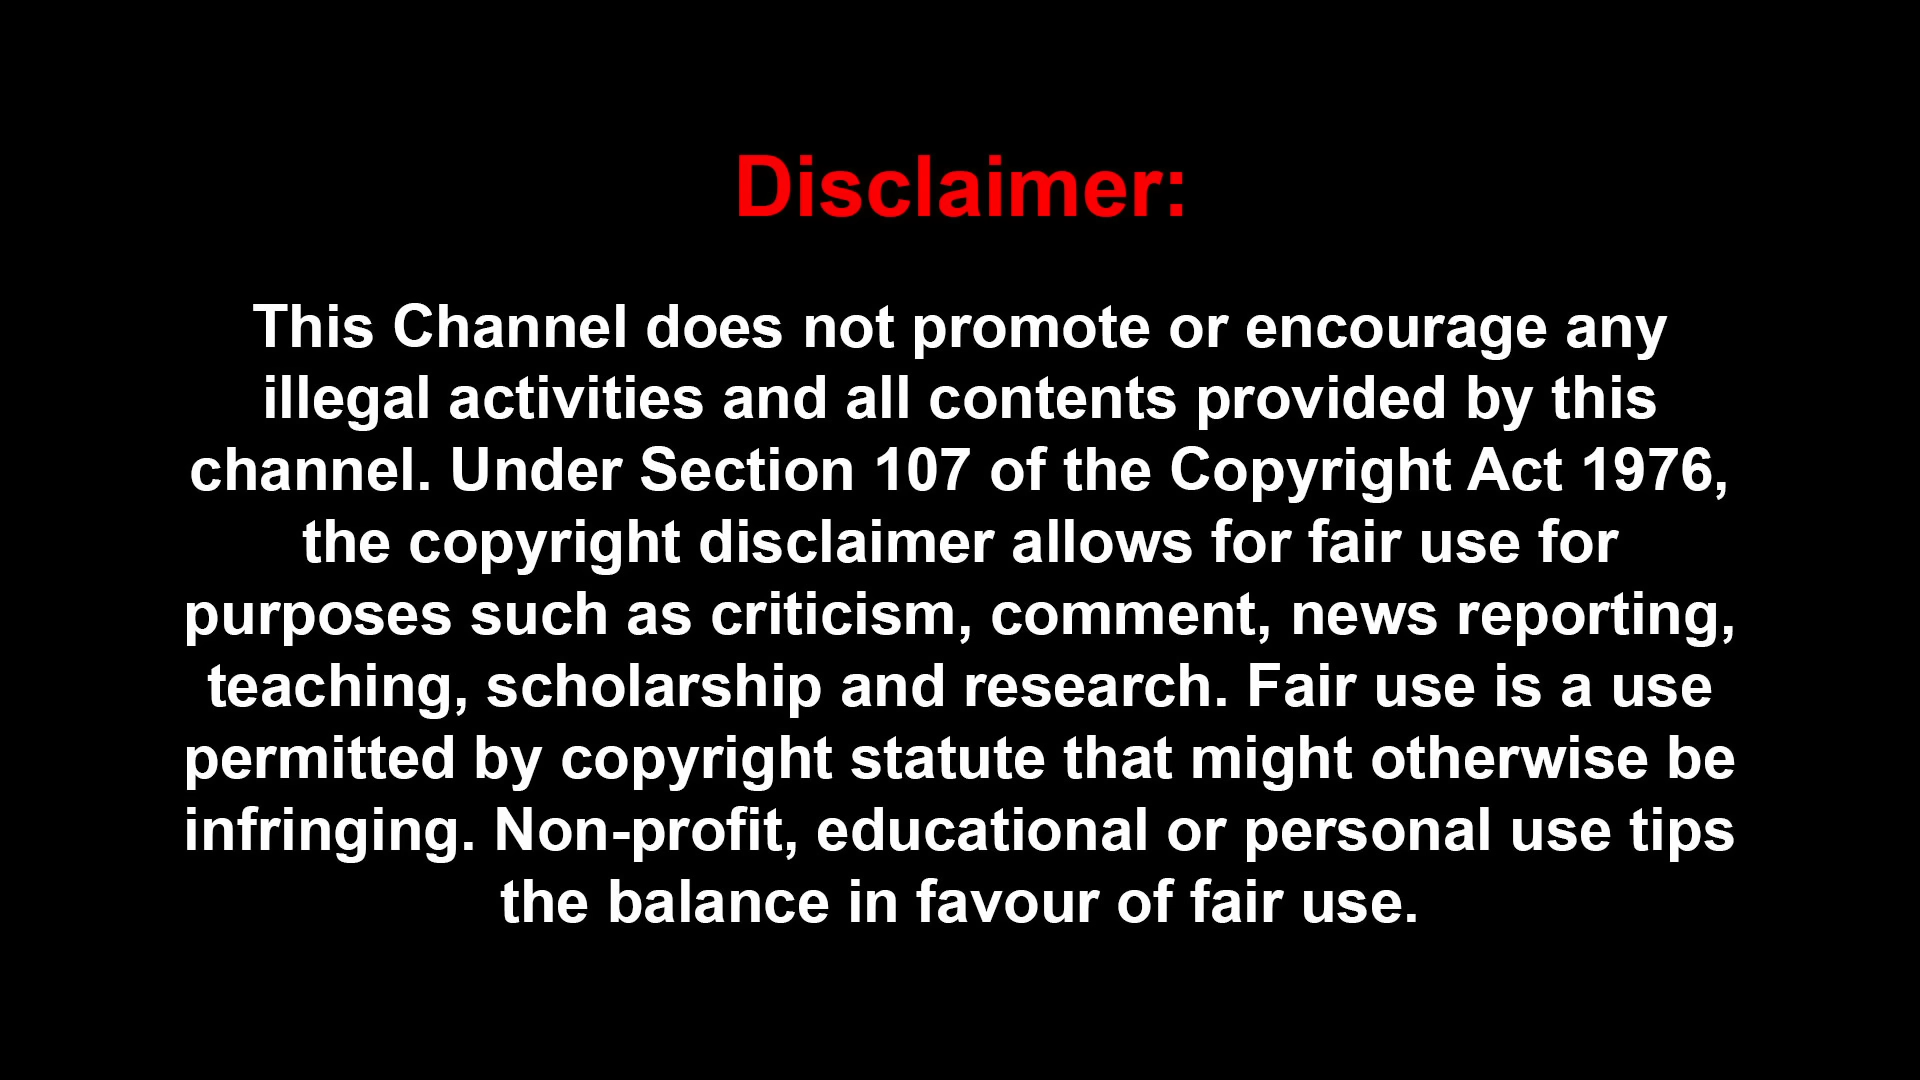 Disclaimer:
This Channel does not promote or encourage any
illegal activities and all contents provided by this
channel. Under Section 107 of the Copyright Act 1976,
the copyright disclaimer allows for fair use for
purposes such as criticism, comment, news reporting,
teaching, scholarship and research. Fair use is a use
permitted by copyright statute that might otherwise be
infringing. Non-profit, educational or personal use tips
the balance in favour of fair use.